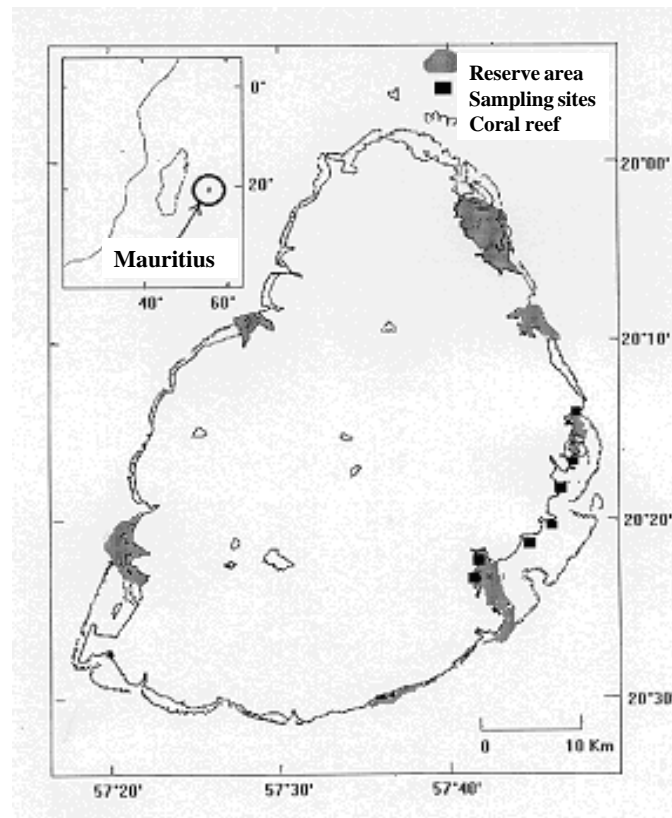 Reserve area
Sampling sites
Coral reef
0°
20°
Mauritius
40°
60°
20°00'
20°10'
20°20'
20°30
0 10 Km
57°20'
57°30'
57°40'